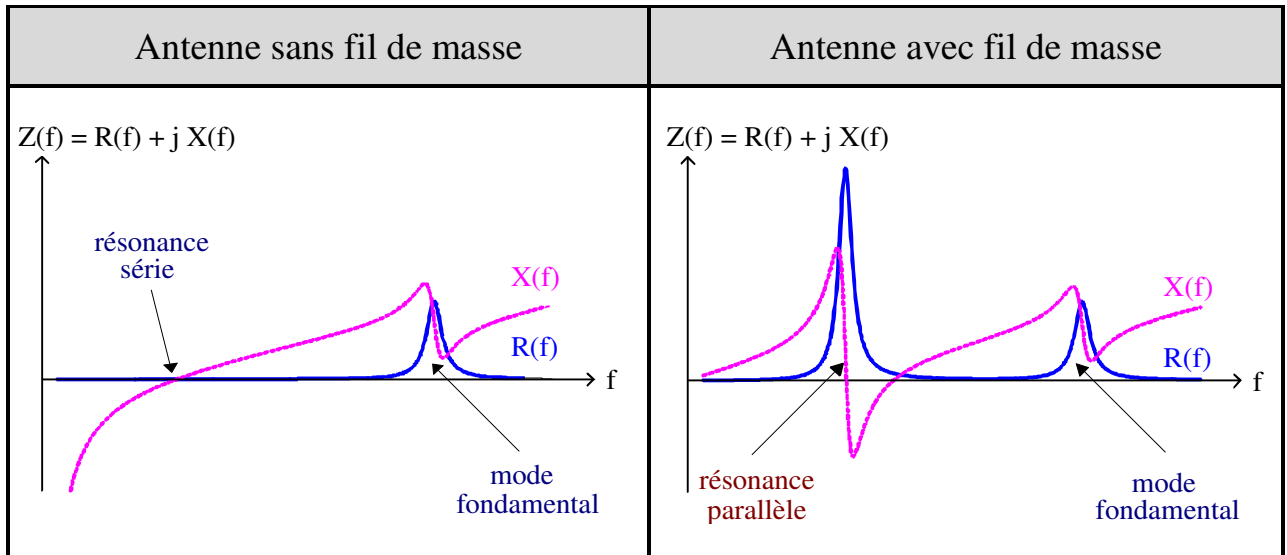 Antenne sans fil de masse
Antenne avec fil de masse
Z(f) = R(f) + j X(f)
résonance
série
X(f)
R(f)
f
mode
fondamental
Z(f) = R(f) + j X(f)
X(f)
R(f)
f
résonance
parallèle
mode
fondamental